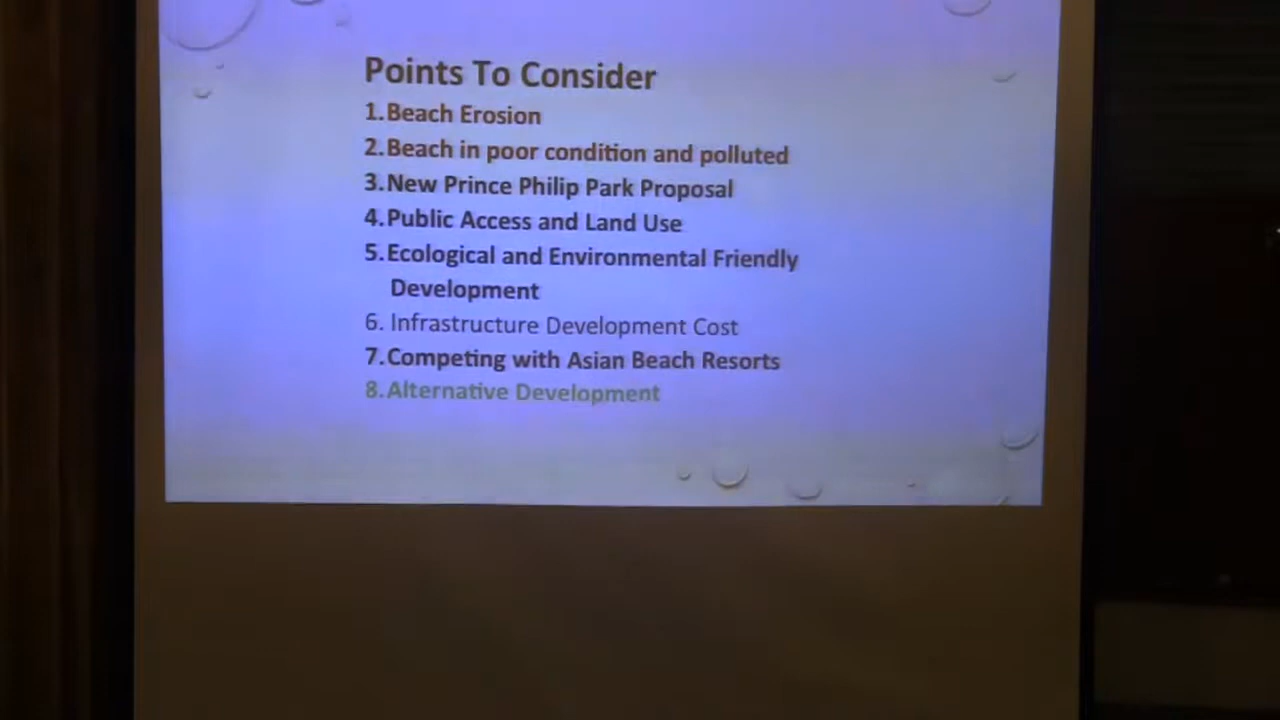 Points To Consider
1.Beach Erosion
2.Beach in poor condition and polluted
3.New Prince Philip Park Proposal
4.Public Access and Land Use
5.Ecological and Environmental Friendly
Development
6. Infrastructure Development Cost
7.Competing with Asian Beach Resorts
8.Alternative Development